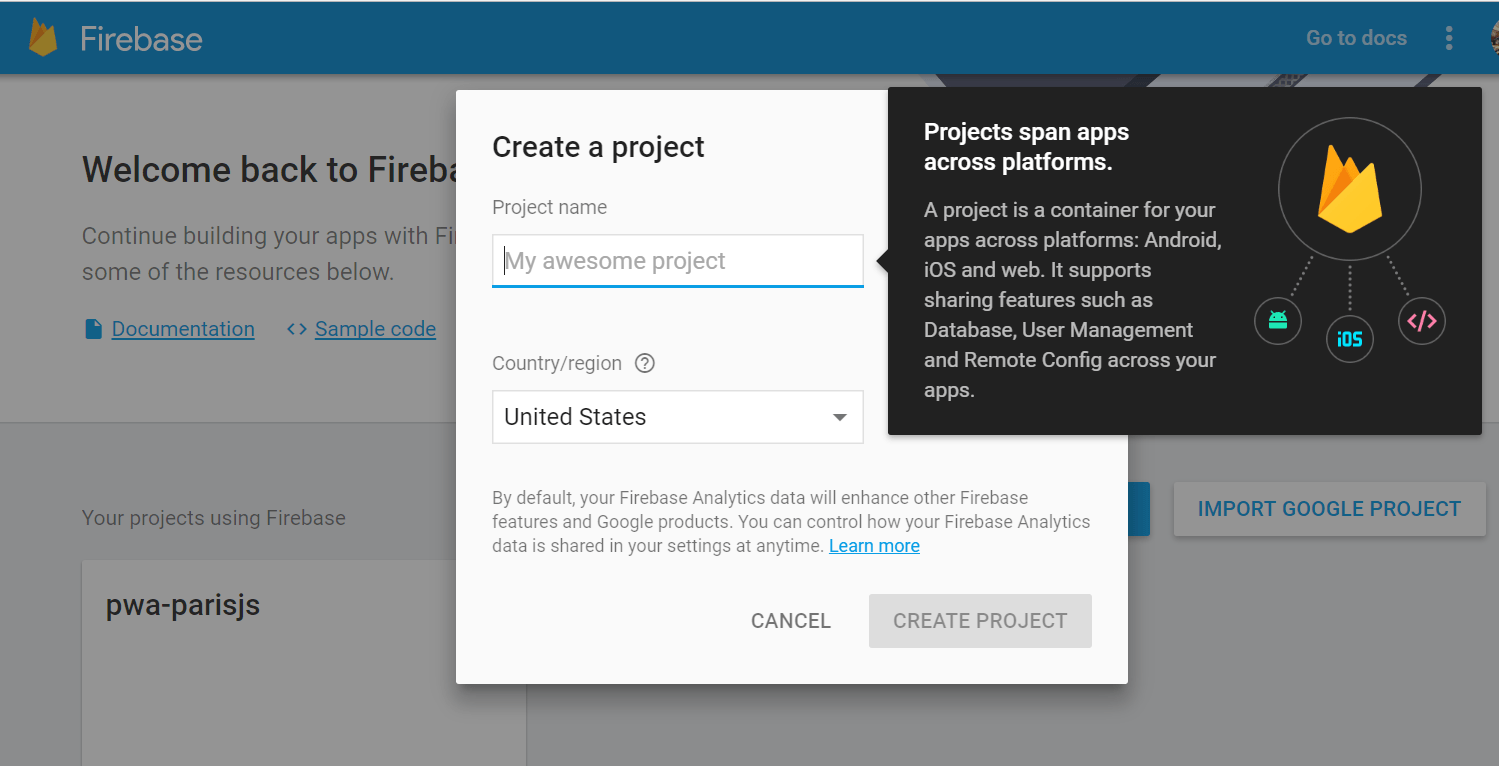 Firebase
Go to docs
Welcome back to Fireba
Continue building your apps with Fi
some of the resources below.
Documentation
<> Sample code
Your projects using Firebase
pwa-parisjs
IMPORT GOOGLE PROJECT
Create a project
Project name
My awesome project
Country/region ?
United States
By default, your Firebase Analytics data will enhance other Firebase
features and Google products. You can control how your Firebase Analytics
data is shared in your settings at anytime. Learn more
CANCEL
CREATE PROJECT
Projects span apps
across platforms.
A project is a container for your
apps across platforms: Android,
iOS and web. It supports
sharing features such as
Database, User Management
and Remote Config across your
apps.
iOS
</>